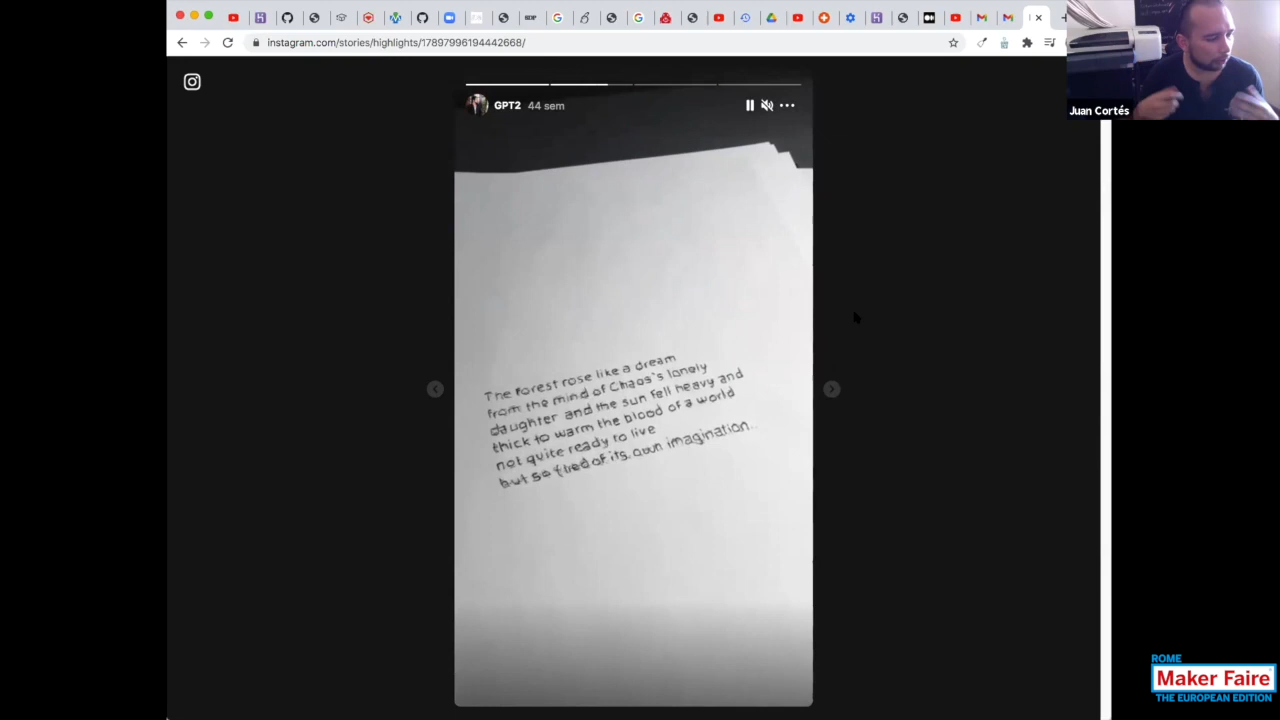 instagram.com/stories/highlights/17897996194442668/
Juan Cortés
GPT2 44 sem
The forest rose like a dream
from the mind of Chaos's lonely
daughter and the sun fell heavy and
thick to warm the blood of a world
not quite ready to live
but so tired of its own imagination.
ROME
Maker Faire
THE EUROPEAN EDITION